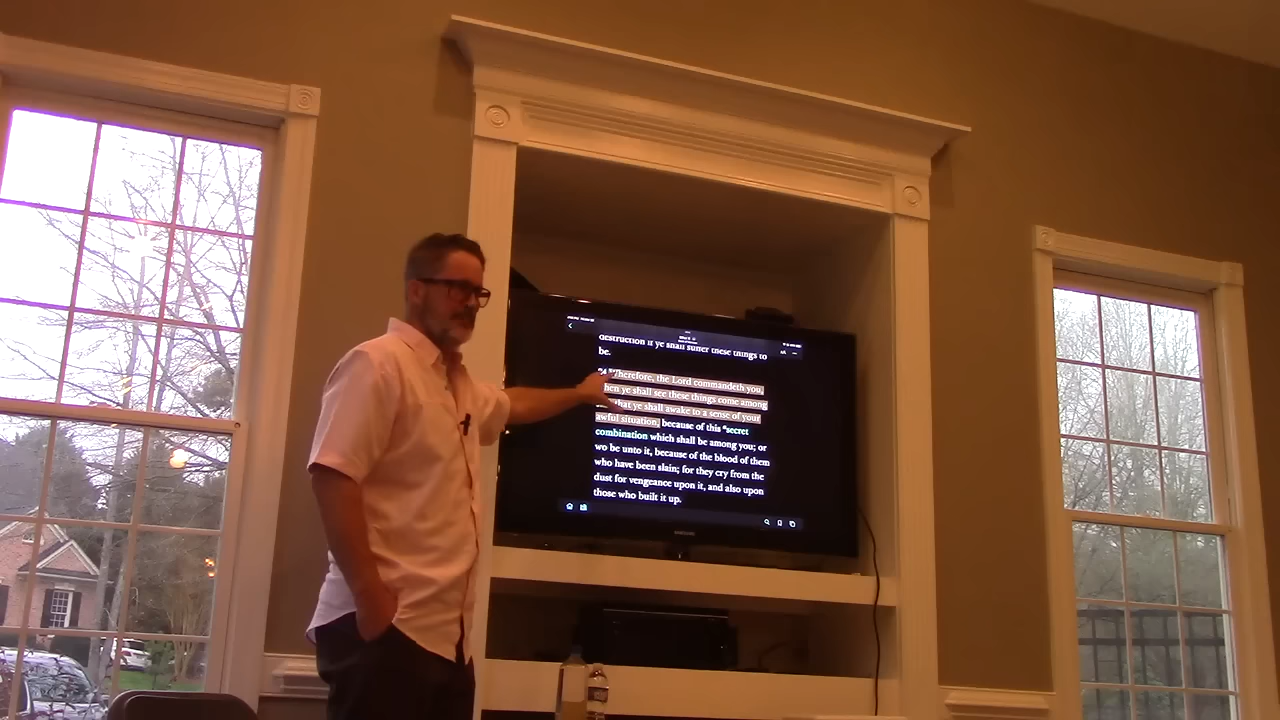 destruction if ye shall suffer these things to
be.
24 Therefore, the Lord commandeth you,
when ye shall see these things come among
that ye shall awake to a sense of your
awful situation, because of this secret
combination which shall be among you; or
wo be unto it, because of the blood of them
who have been slain; for they cry from the
dust for vengeance upon it, and also upon
those who built it up.
SAMSUNG